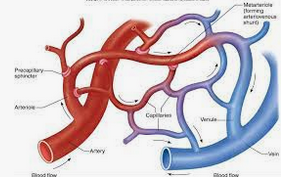 Metarteriole
(forming
arteriovenous
shunt)
Precapillary
sphincter
Arteriole
Capillaries
Venule
Artery
Vein
Blood flow
Blood flow